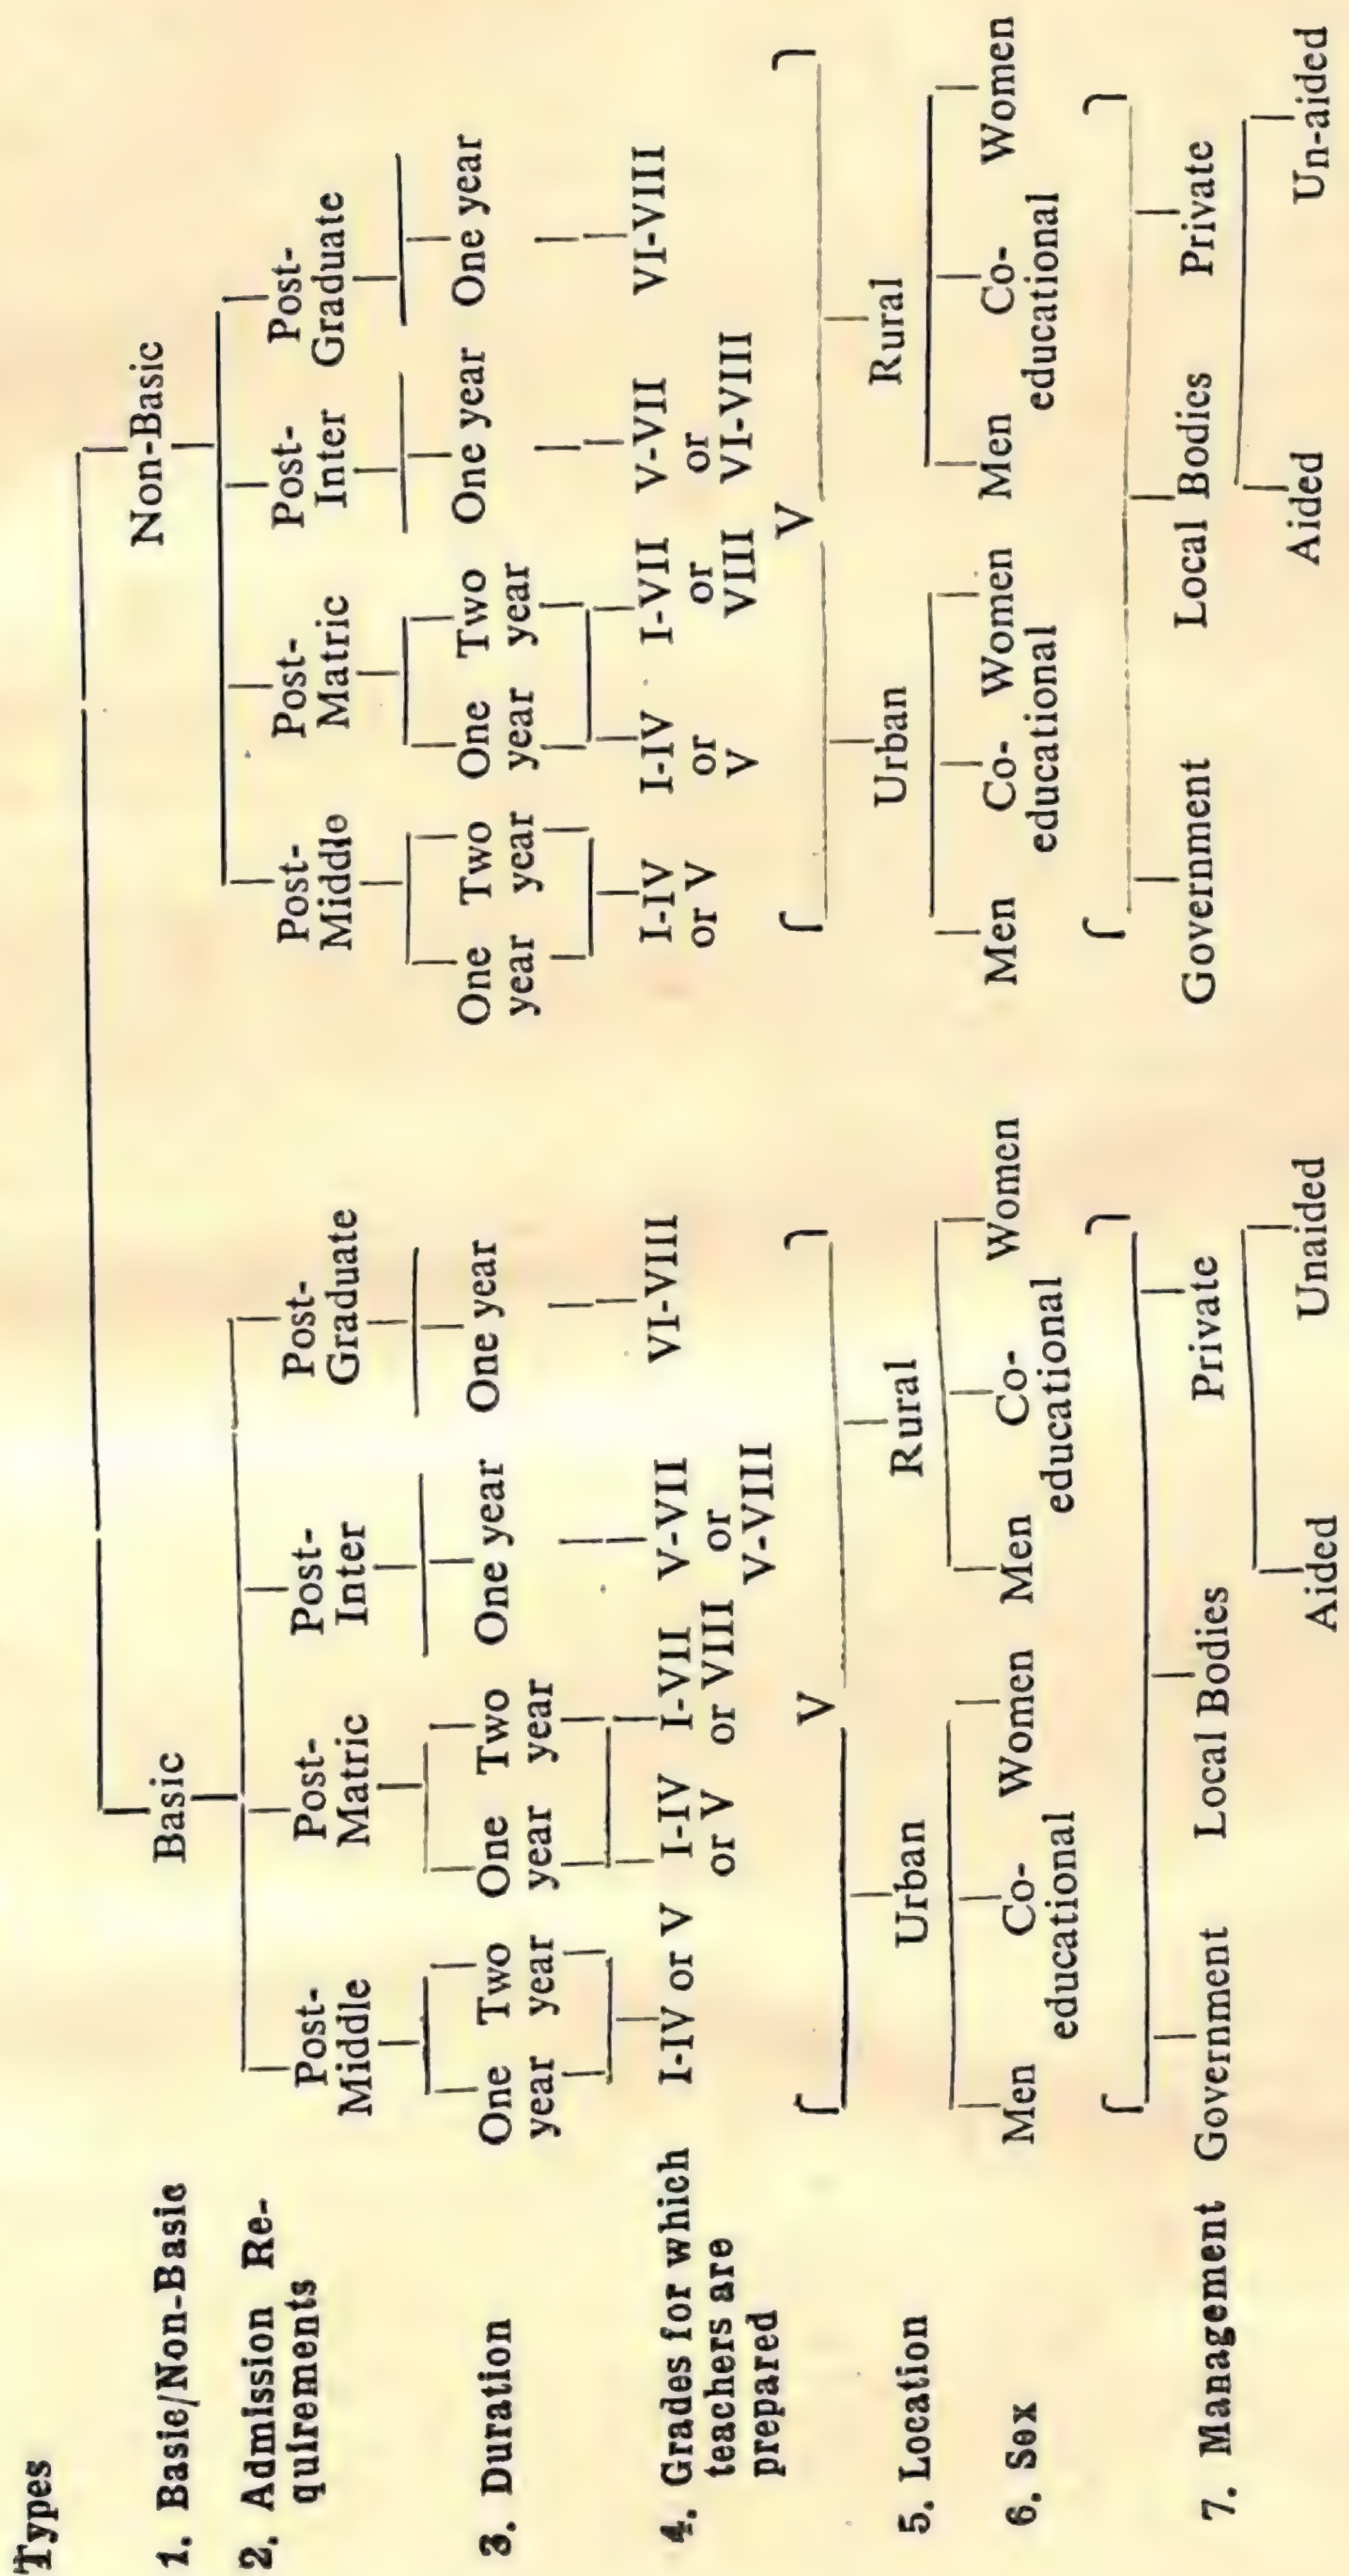 Types
1. Basic/Non-Basic Basic Non-Basic
2. Admission Re- Post- Post- Post- Post- Post- Post- Post- Post-
quirements Middle Matric Inter Graduate Middle Matric Inter Graduate
3. Duration One Two One Two One year One year One Two One Two One year One year
year year year year year year year year
4. Grades for which I-IV or V I-IV I-VII V-VII VI-VIII I-IV I-IV I-VII V-VII VI-VIII
teachers are or V or VIII or or V or or or
prepared V-VIII V VIII VI-VIII
V V
5. Location Urban Rural Urban Rural
6. Sex Men Co- Women Men Co- Women Men Co- Women Men Co- Women
educational educational educational educational
7. Management Government Local Bodies Private Government Local Bodies Private
Aided Unaided Aided Un-aided